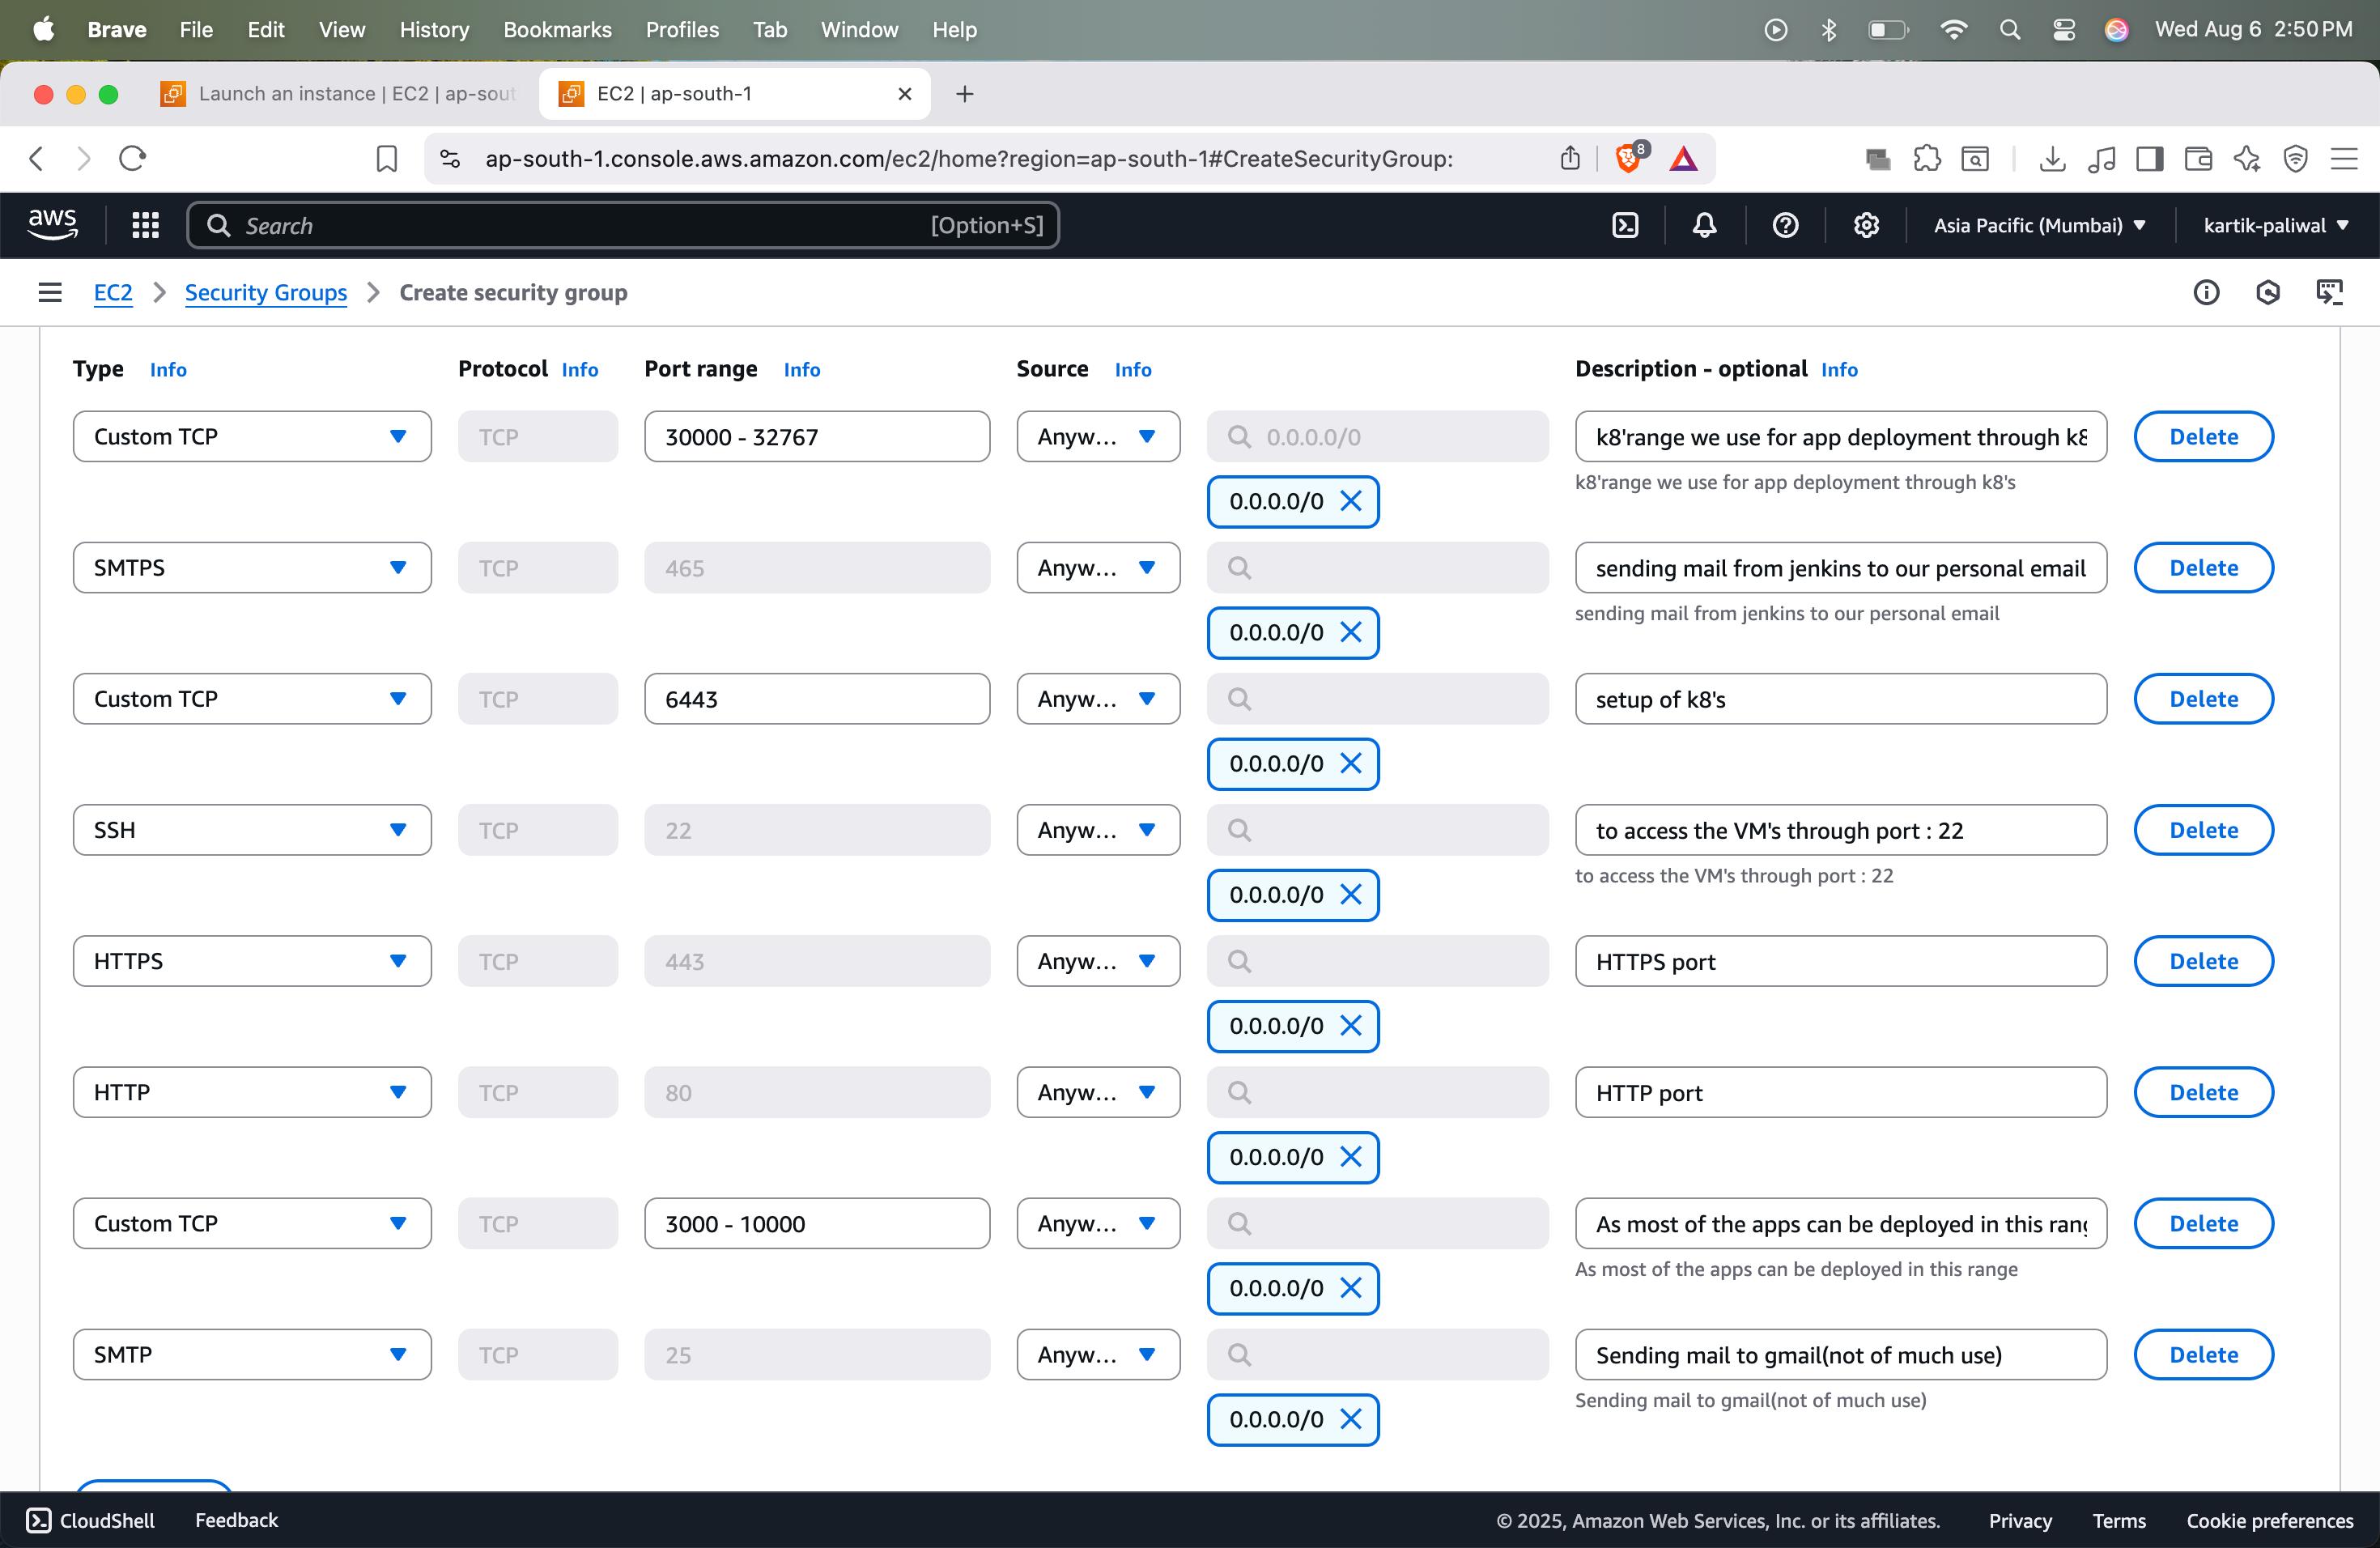 Brave File Edit View History Bookmarks Profiles Tab Window Help Wed Aug 6 2:50 PM
Launch an instance | EC2 | ap-sout EC2 | ap-south-1
ap-south-1.console.aws.amazon.com/ec2/home?region=ap-south-1#CreateSecurityGroup: 8
aws Search [Option+S] Asia Pacific (Mumbai) kartik-paliwal
EC2 Security Groups Create security group
Type Info Protocol Info Port range Info Source Info Description - optional Info
Custom TCP TCP 30000 - 32767 Anyw... 0.0.0.0/0 k8'range we use for app deployment through k8 Delete
k8'range we use for app deployment through k8's
0.0.0.0/0
SMTPS TCP 465 Anyw... sending mail from jenkins to our personal email Delete
sending mail from jenkins to our personal email
0.0.0.0/0
Custom TCP TCP 6443 Anyw... setup of k8's Delete
0.0.0.0/0
SSH TCP 22 Anyw... to access the VM's through port : 22 Delete
to access the VM's through port : 22
0.0.0.0/0
HTTPS TCP 443 Anyw... HTTPS port Delete
0.0.0.0/0
HTTP TCP 80 Anyw... HTTP port Delete
0.0.0.0/0
Custom TCP TCP 3000 - 10000 Anyw... As most of the apps can be deployed in this rang Delete
As most of the apps can be deployed in this range
0.0.0.0/0
SMTP TCP 25 Anyw... Sending mail to gmail(not of much use) Delete
Sending mail to gmail(not of much use)
0.0.0.0/0
CloudShell Feedback © 2025, Amazon Web Services, Inc. or its affiliates. Privacy Terms Cookie preferences